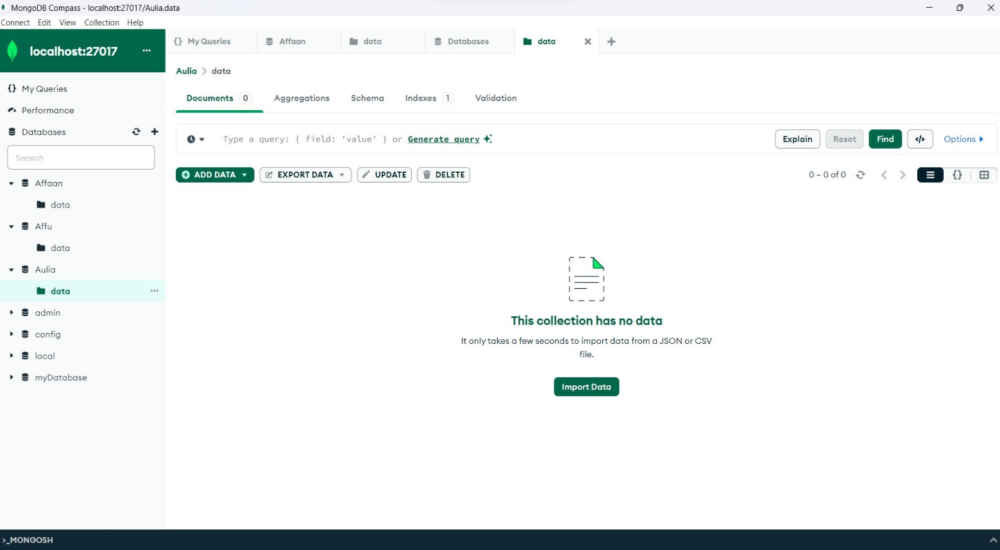 MongoDB Compass - localhost:27017/Aulia.data
Connect Edit View Collection Help
localhost:27017 ...
{} My Queries
Affaan
data
Databases
data
Aulia > data
My Queries
Performance
Databases
Search
Affaan
data
Affu
data
Aulia
data ...
admin
config
local
myDatabase
Documents 0 Aggregations Schema Indexes 1 Validation
Type a query: { field: 'value' } or Generate query
Explain Reset Find </> Options
ADD DATA EXPORT DATA UPDATE DELETE
0 – 0 of 0
{}
This collection has no data
It only takes a few seconds to import data from a JSON or CSV
file.
Import Data
>_MONGOSH